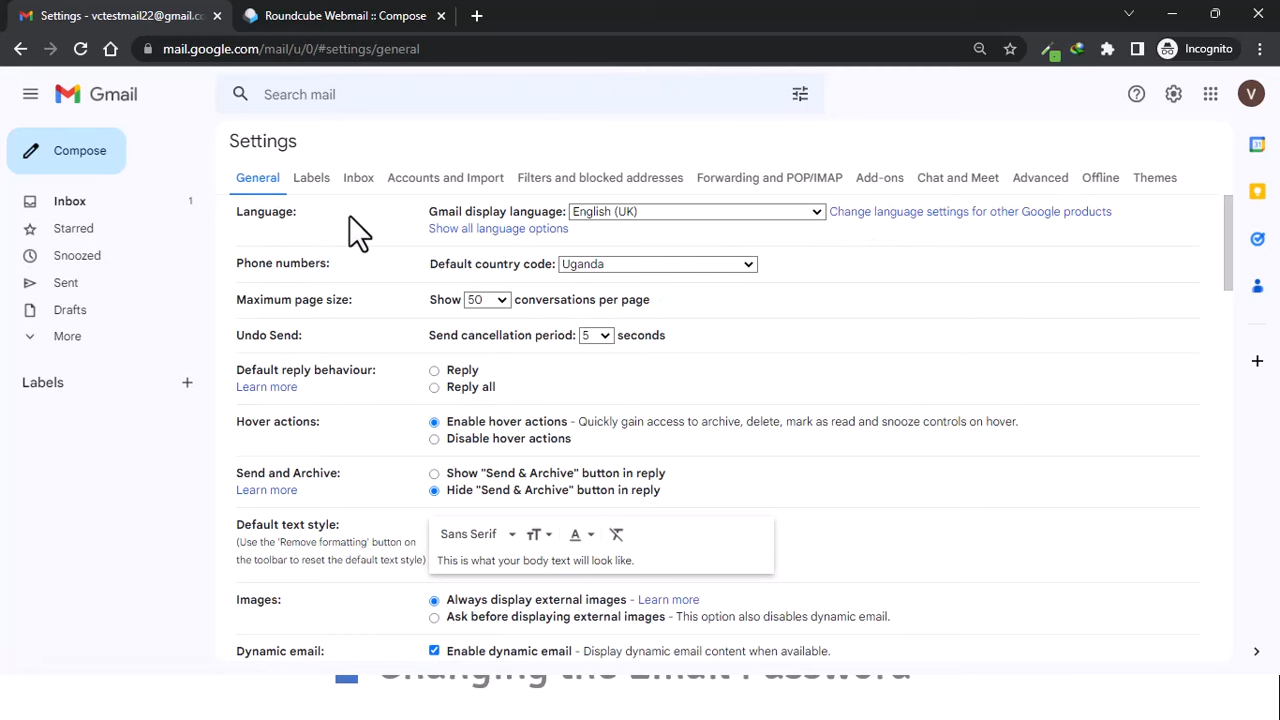 Settings - vctestmail22@gmail.co
Roundcube Webmail :: Compose
mail.google.com/mail/u/0/#settings/general
Incognito
Gmail
Search mail
V
Compose
Inbox 1
Starred
Snoozed
Sent
Drafts
More
Labels
Settings
General Labels Inbox Accounts and Import Filters and blocked addresses Forwarding and POP/IMAP Add-ons Chat and Meet Advanced Offline Themes
Language: Gmail display language: English (UK) Change language settings for other Google products
Show all language options
Phone numbers: Default country code: Uganda
Maximum page size: Show 50 conversations per page
Undo Send: Send cancellation period: 5 seconds
Default reply behaviour: Reply
Learn more Reply all
Hover actions: Enable hover actions - Quickly gain access to archive, delete, mark as read and snooze controls on hover.
Disable hover actions
Send and Archive: Show "Send & Archive" button in reply
Learn more Hide "Send & Archive" button in reply
Default text style: Sans Serif
(Use the 'Remove formatting' button on
the toolbar to reset the default text style) This is what your body text will look like.
Images: Always display external images - Learn more
Ask before displaying external images - This option also disables dynamic email.
Dynamic email: Enable dynamic email - Display dynamic email content when available.
Changing the Email Password